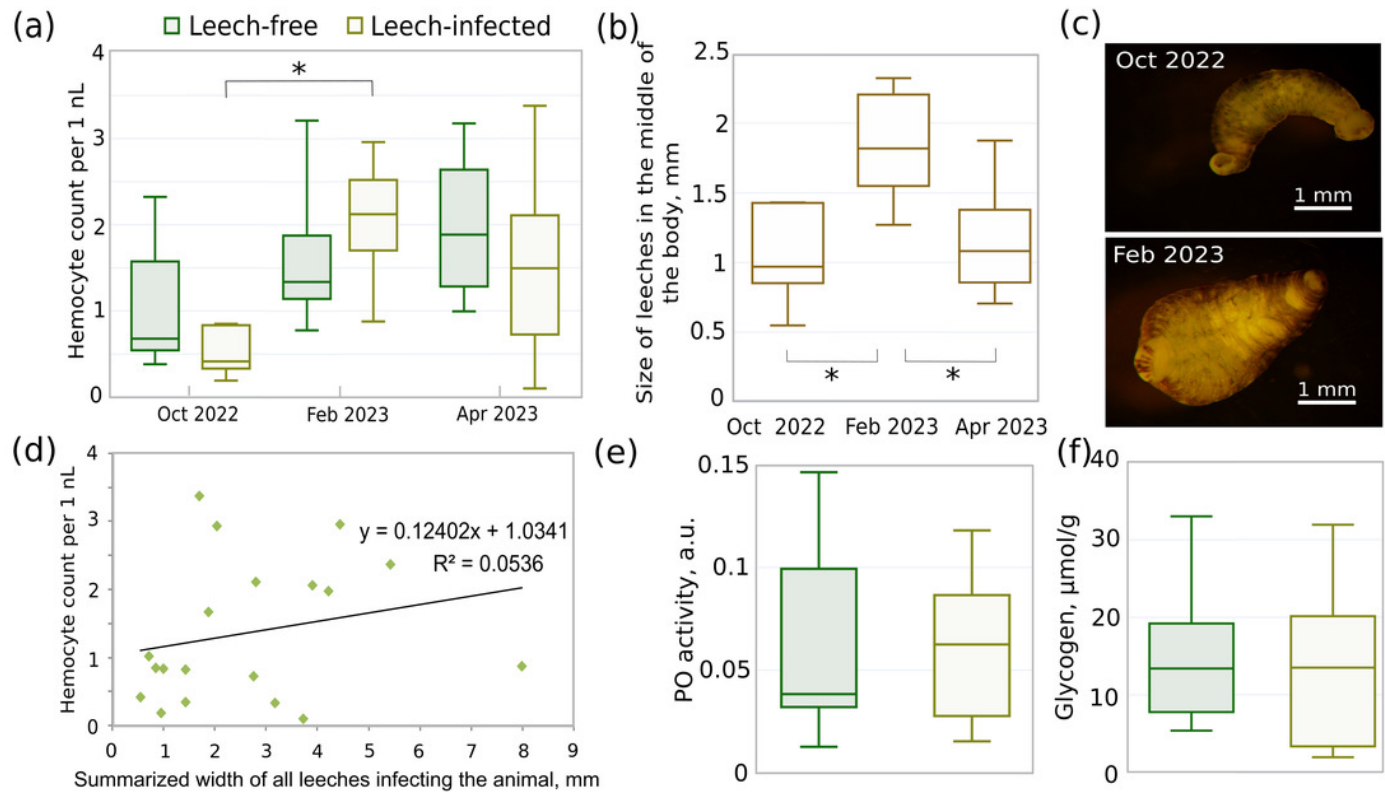 (a)
Leech-free
Leech-infected
Hemocyte count per 1 nL
4
3
2
1
0
*
Oct 2022
Feb 2023
Apr 2023
(b)
Size of leeches in the middle of
the body, mm
2.5
2
1.5
1
0.5
0
*
*
Oct 2022
Feb 2023
Apr 2023
(c)
Oct 2022
1 mm
Feb 2023
1 mm
(d)
Hemocyte count per 1 nL
4
3
2
1
0
y = 0.12402x + 1.0341
R² = 0.0536
0 1 2 3 4 5 6 7 8 9
Summarized width of all leeches infecting the animal, mm
(e)
PO activity, a.u.
0.15
0.1
0.05
0
(f)
Glycogen, µmol/g
40
30
20
10
0